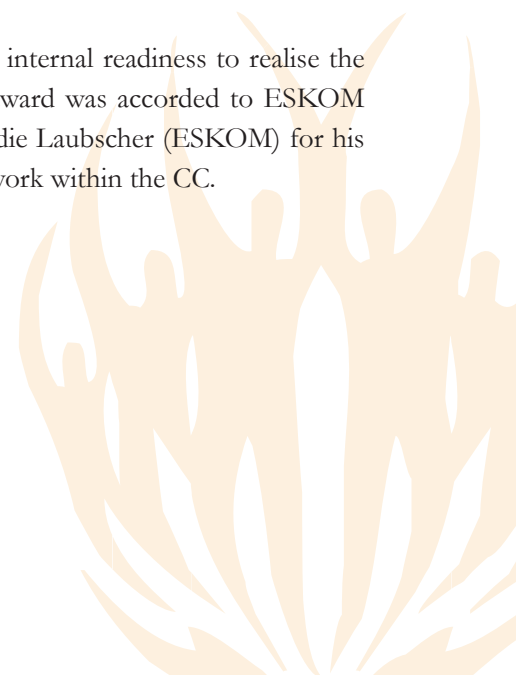 internal readiness to realise the
ward was accorded to ESKOM
die Laubscher (ESKOM) for his
work within the CC.